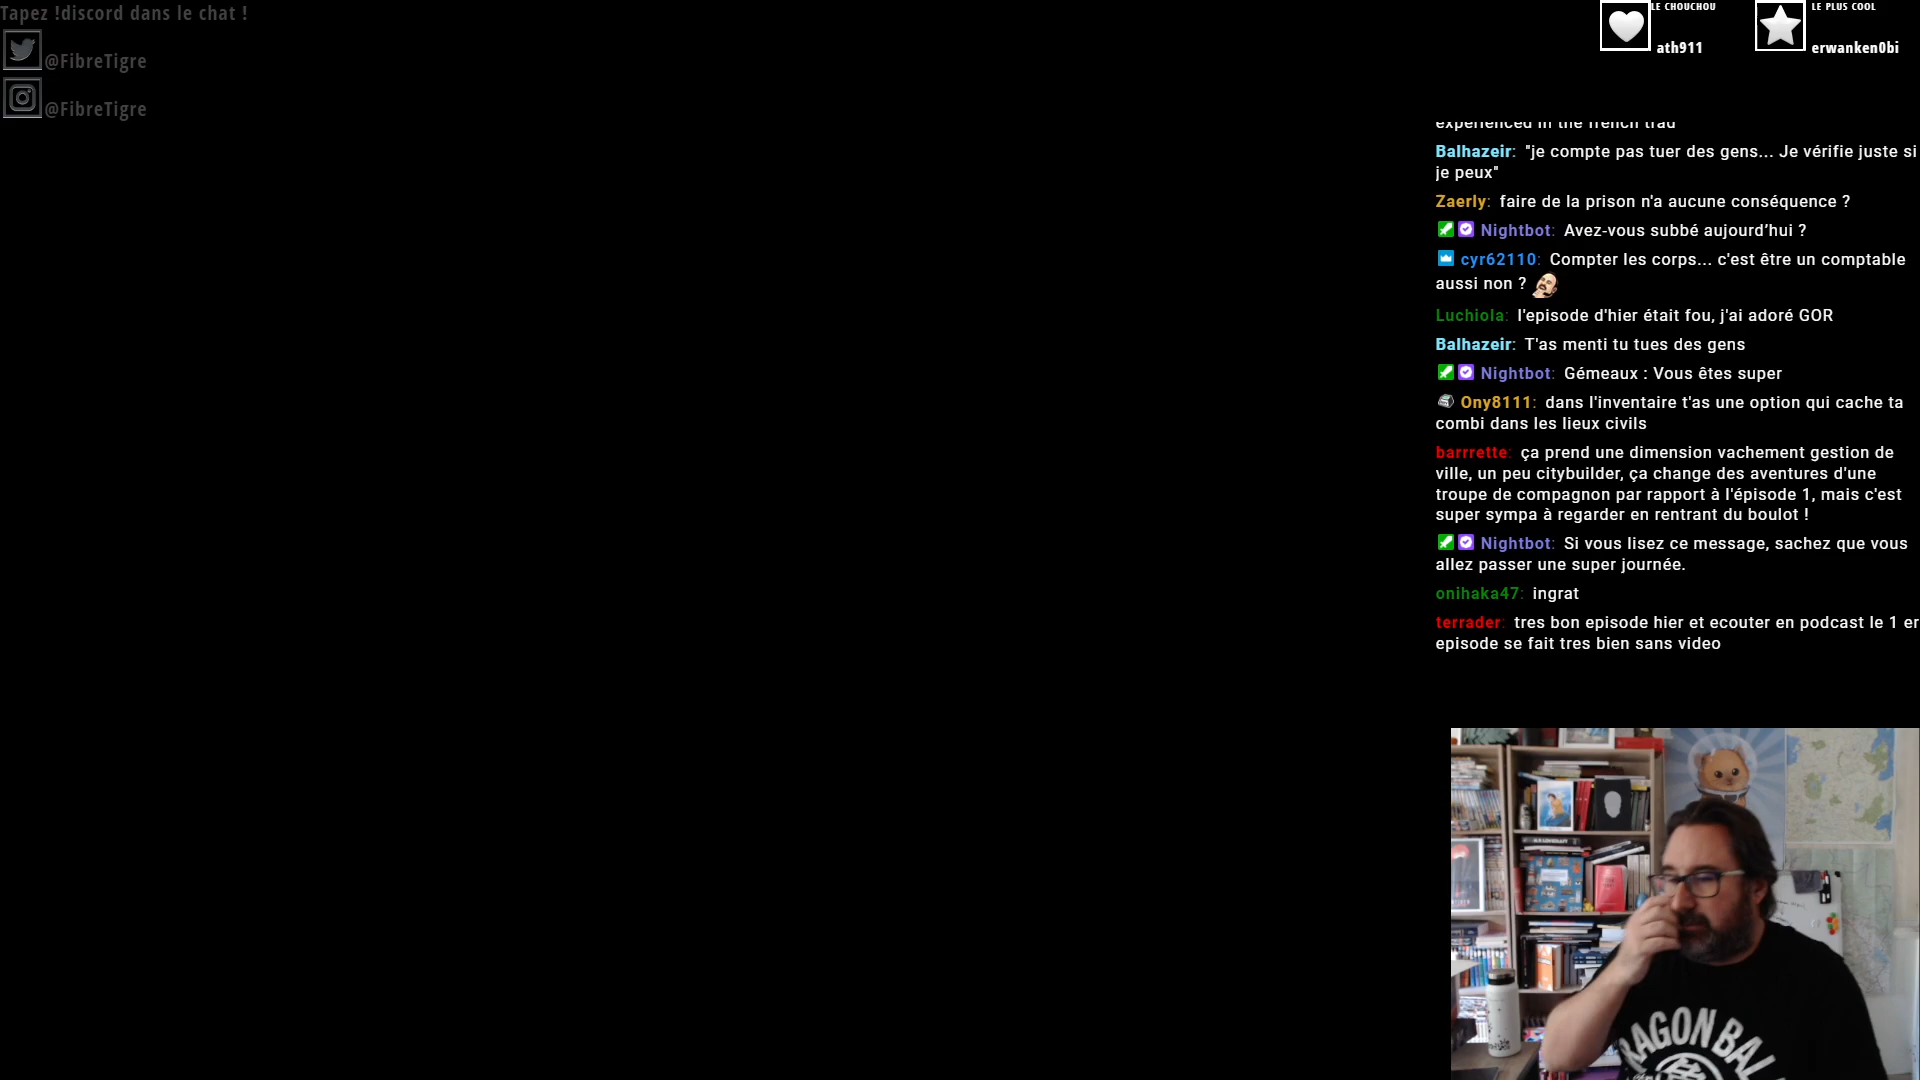 Tapez !discord dans le chat !
@FibreTigre
@FibreTigre
LE CHOUCHOU
ath911
LE PLUS COOL
erwanken0bi
experienced in the french trad
Balhazeir: "je compte pas tuer des gens... Je vérifie juste si
je peux"
Zaerly: faire de la prison n'a aucune conséquence ?
Nightbot: Avez-vous subbé aujourd’hui ?
cyr62110: Compter les corps... c'est être un comptable
aussi non ?
Luchiola: l'episode d'hier était fou, j'ai adoré GOR
Balhazeir: T'as menti tu tues des gens
Nightbot: Gémeaux : Vous êtes super
Ony8111: dans l'inventaire t'as une option qui cache ta
combi dans les lieux civils
barrrette: ça prend une dimension vachement gestion de
ville, un peu citybuilder, ça change des aventures d'une
troupe de compagnon par rapport à l'épisode 1, mais c'est
super sympa à regarder en rentrant du boulot !
Nightbot: Si vous lisez ce message, sachez que vous
allez passer une super journée.
onihaka47: ingrat
terrader: tres bon episode hier et ecouter en podcast le 1 er
episode se fait tres bien sans video